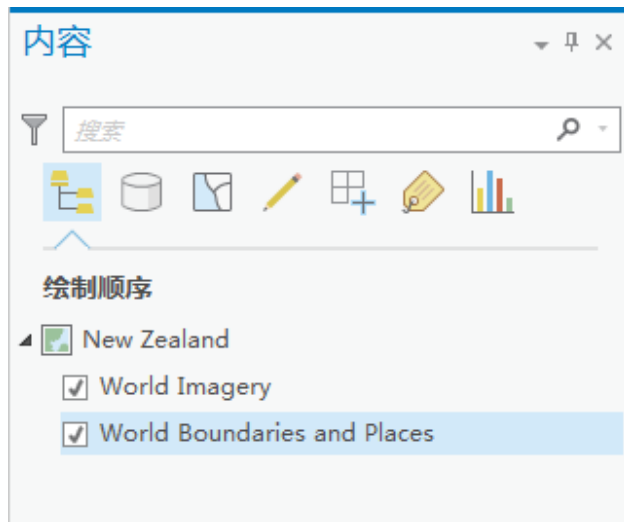 内容
搜索
绘制顺序
New Zealand
World Imagery
World Boundaries and Places